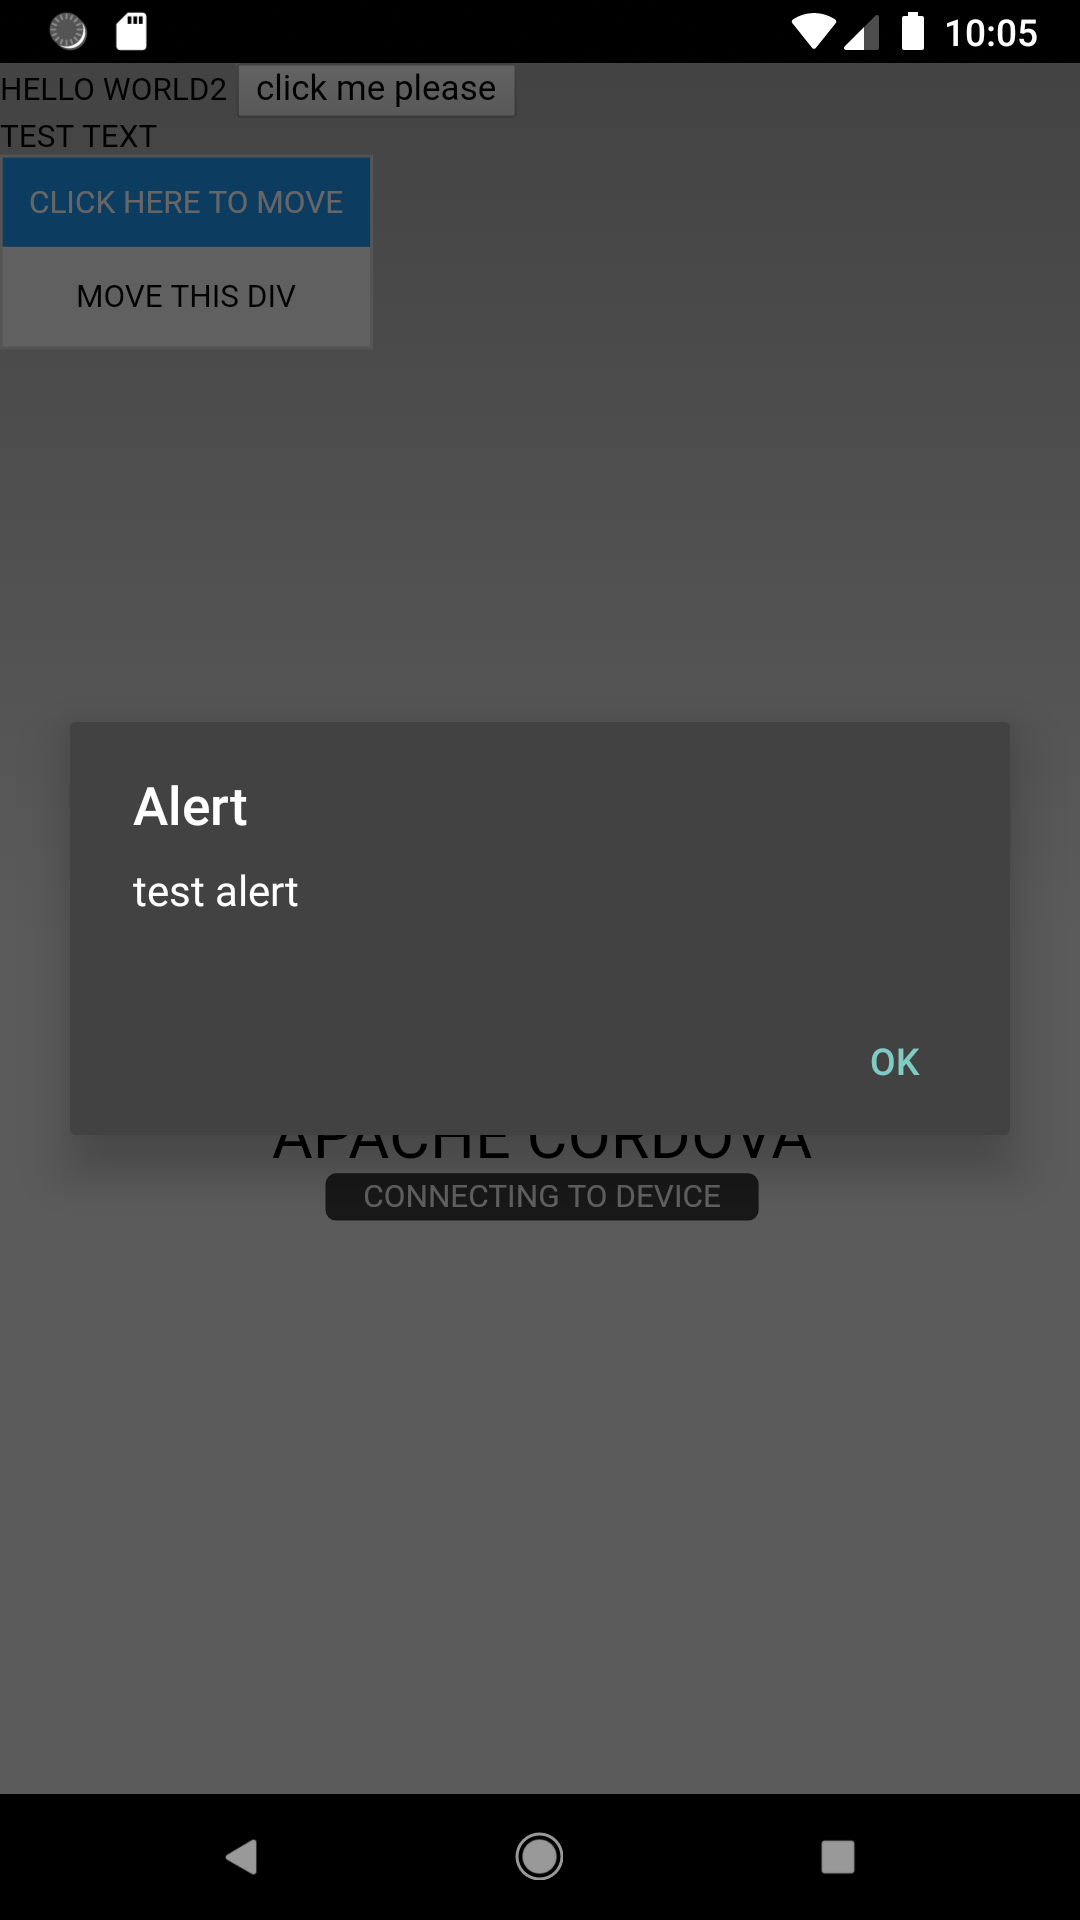 10:05
HELLO WORLD2 click me please
TEST TEXT
CLICK HERE TO MOVE
MOVE THIS DIV
Alert
test alert
OK
APACHE CORDOVA
CONNECTING TO DEVICE